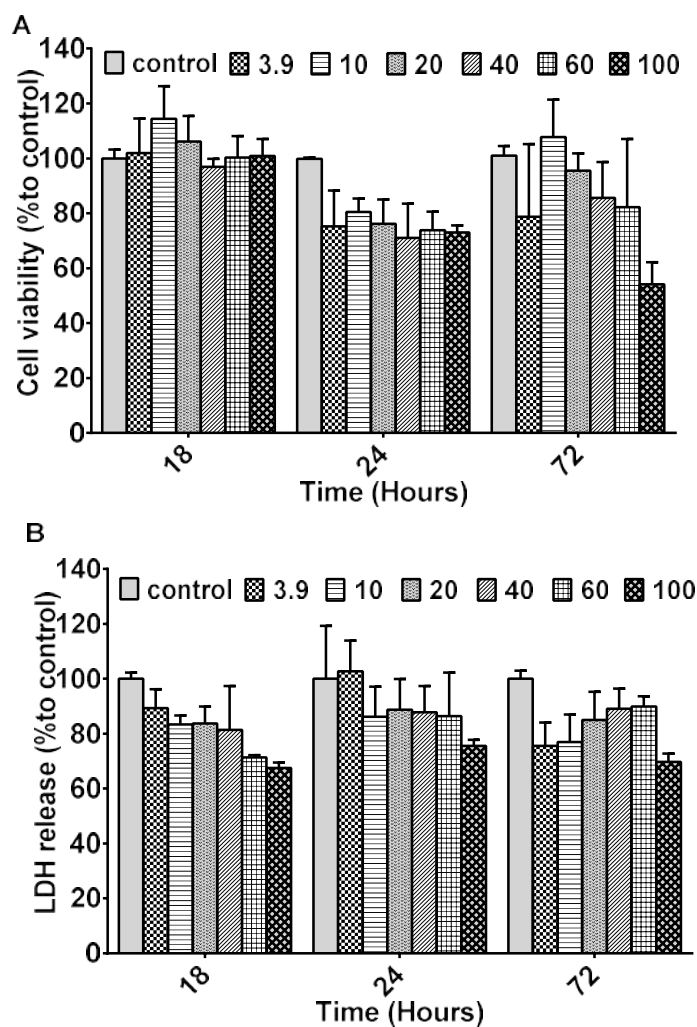 A
140
control 3.9 10 20 40 60 100
120
100
80
60
40
20
0
Cell viability (%to control)
18 24 72
Time (Hours)
B
140
control 3.9 10 20 40 60 100
120
100
80
60
40
20
0
LDH release (%to control)
18 24 72
Time (Hours)